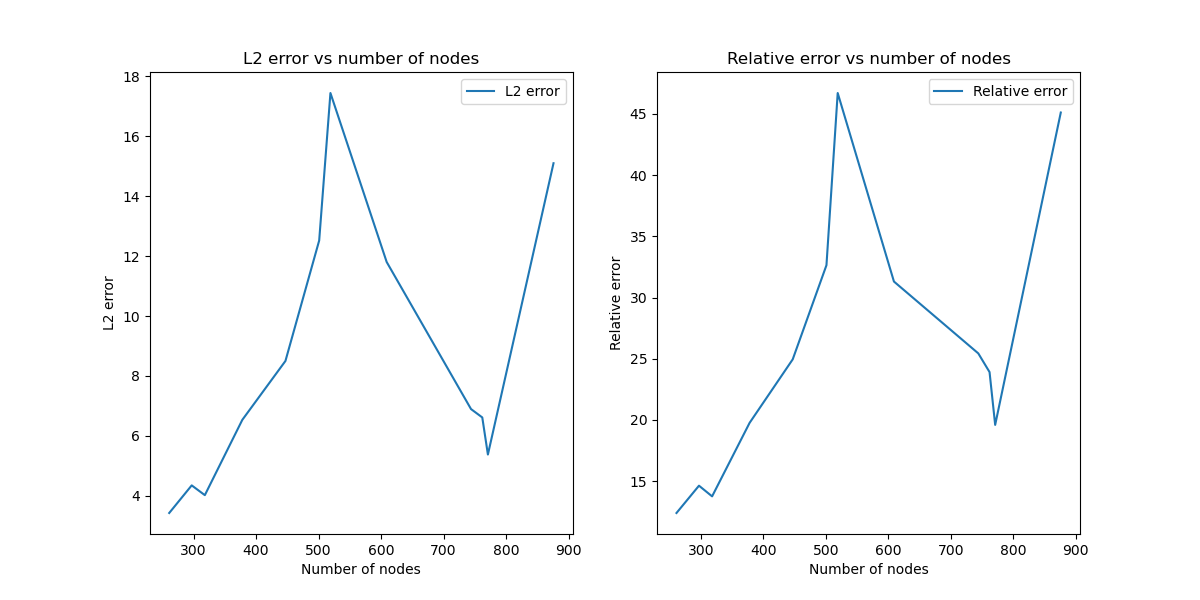 L2 error vs number of nodes
L2 error
18
16
14
12
10
8
6
4
L2 error
300 400 500 600 700 800 900
Number of nodes
Relative error vs number of nodes
Relative error
45
40
35
30
25
20
15
Relative error
300 400 500 600 700 800 900
Number of nodes